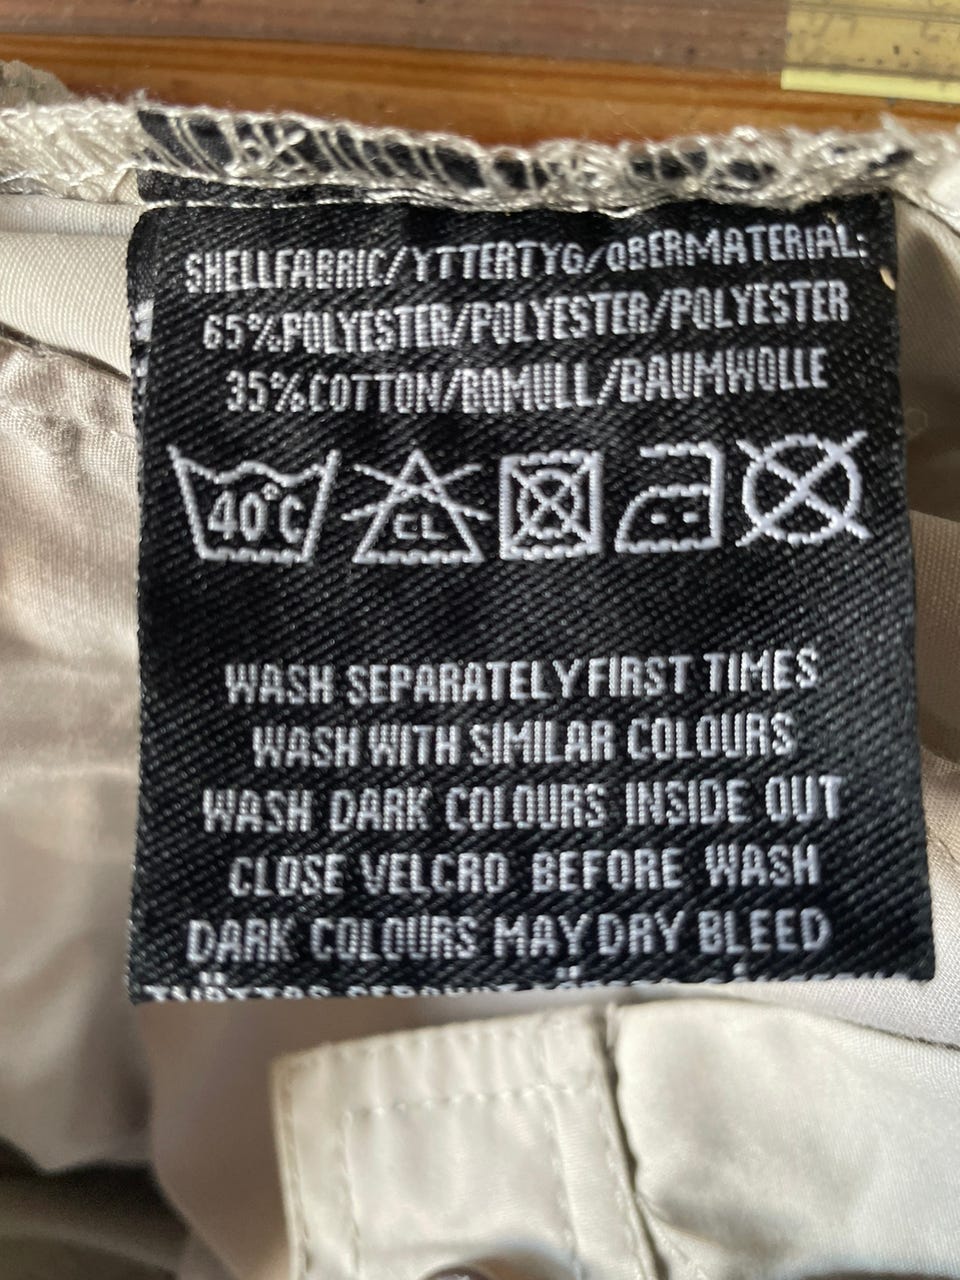 SHELLFABRIC/YTTERTYG/OBERMATERIAL:
65%POLYESTER/POLYESTER/POLYESTER
35%COTTON/BOMULL/BAUMWOLLE
40°C CL
WASH SEPARATELY FIRST TIMES
WASH WITH SIMILAR COLOURS
WASH DARK COLOURS INSIDE OUT
CLOSE VELCRO BEFORE WASH
DARK COLOURS MAY DRY BLEED